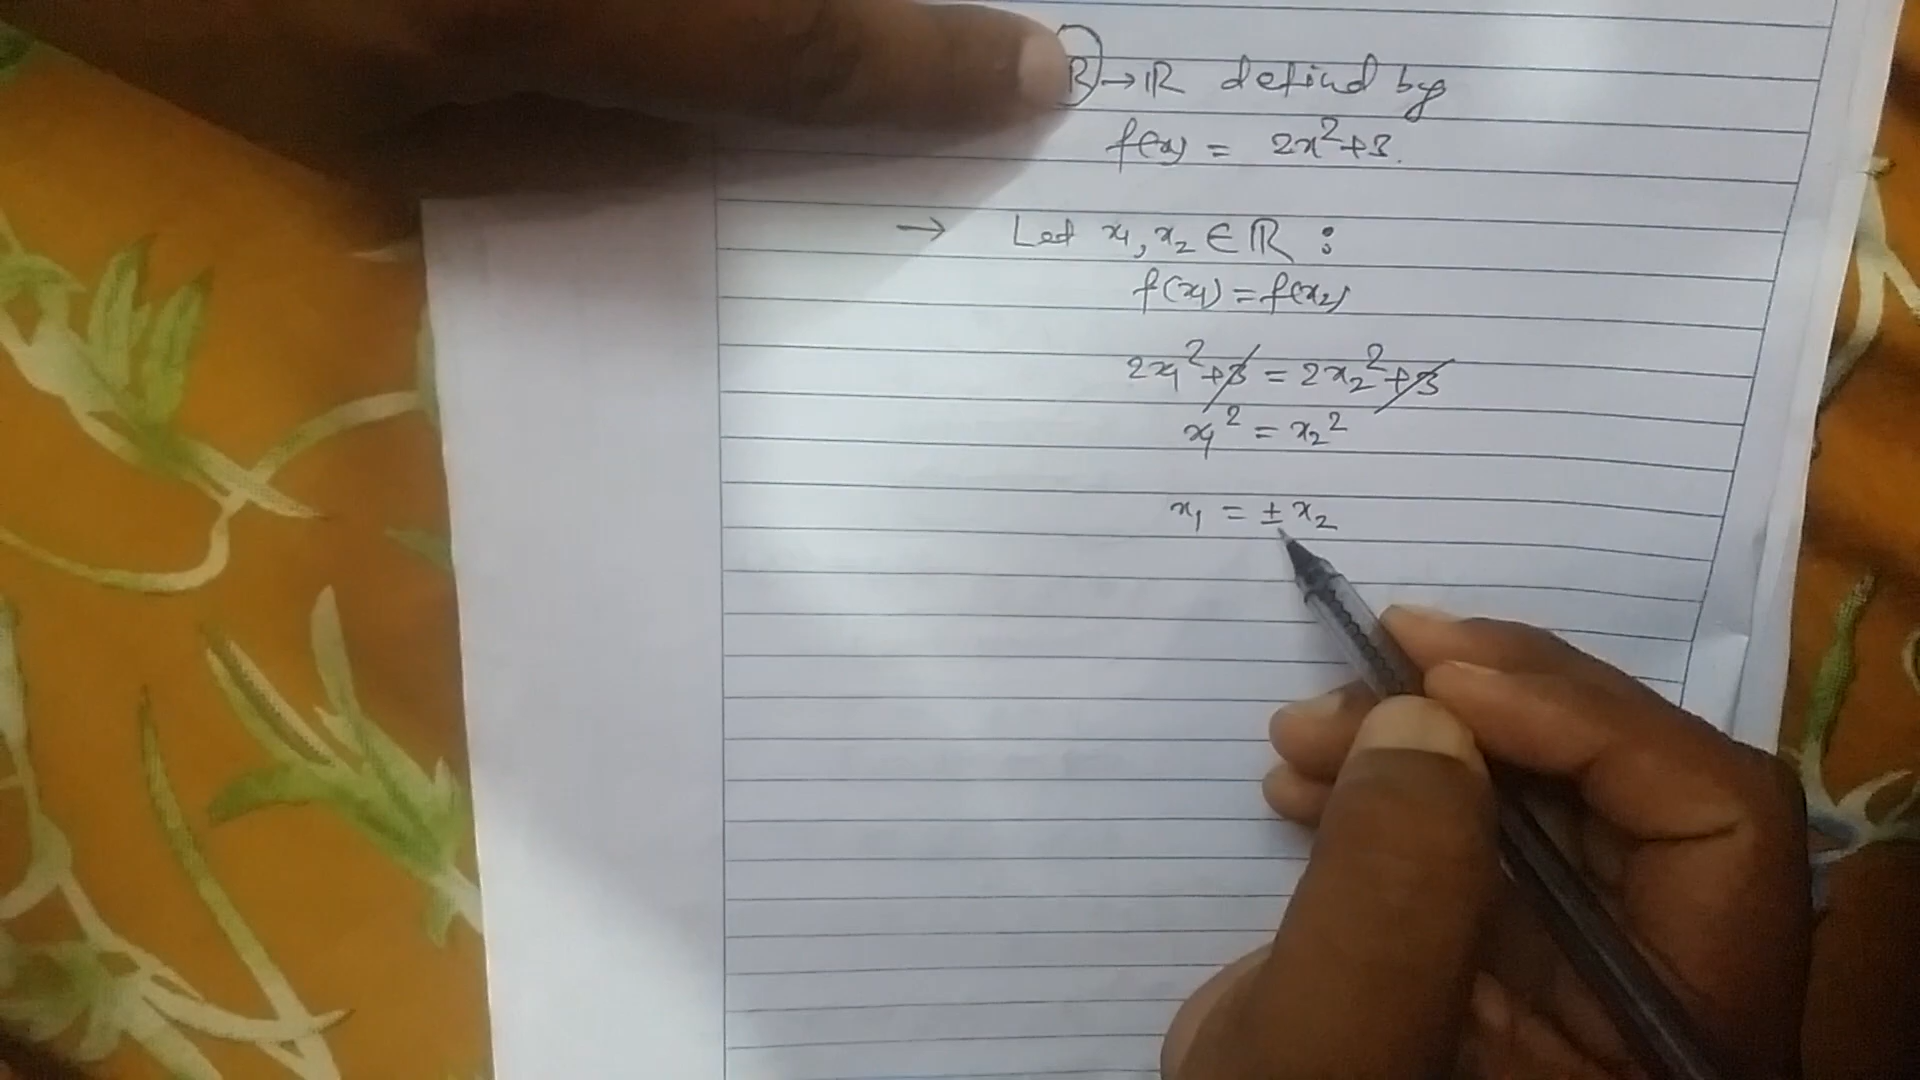 R → R defind by
f(x) = 2x²+3.
→ Let x₁, x₂ ∈ R :
f(x₁) = f(x₂)
2x₁²+3 = 2x₂²+3
x₁² = x₂²
x₁ = ± x₂